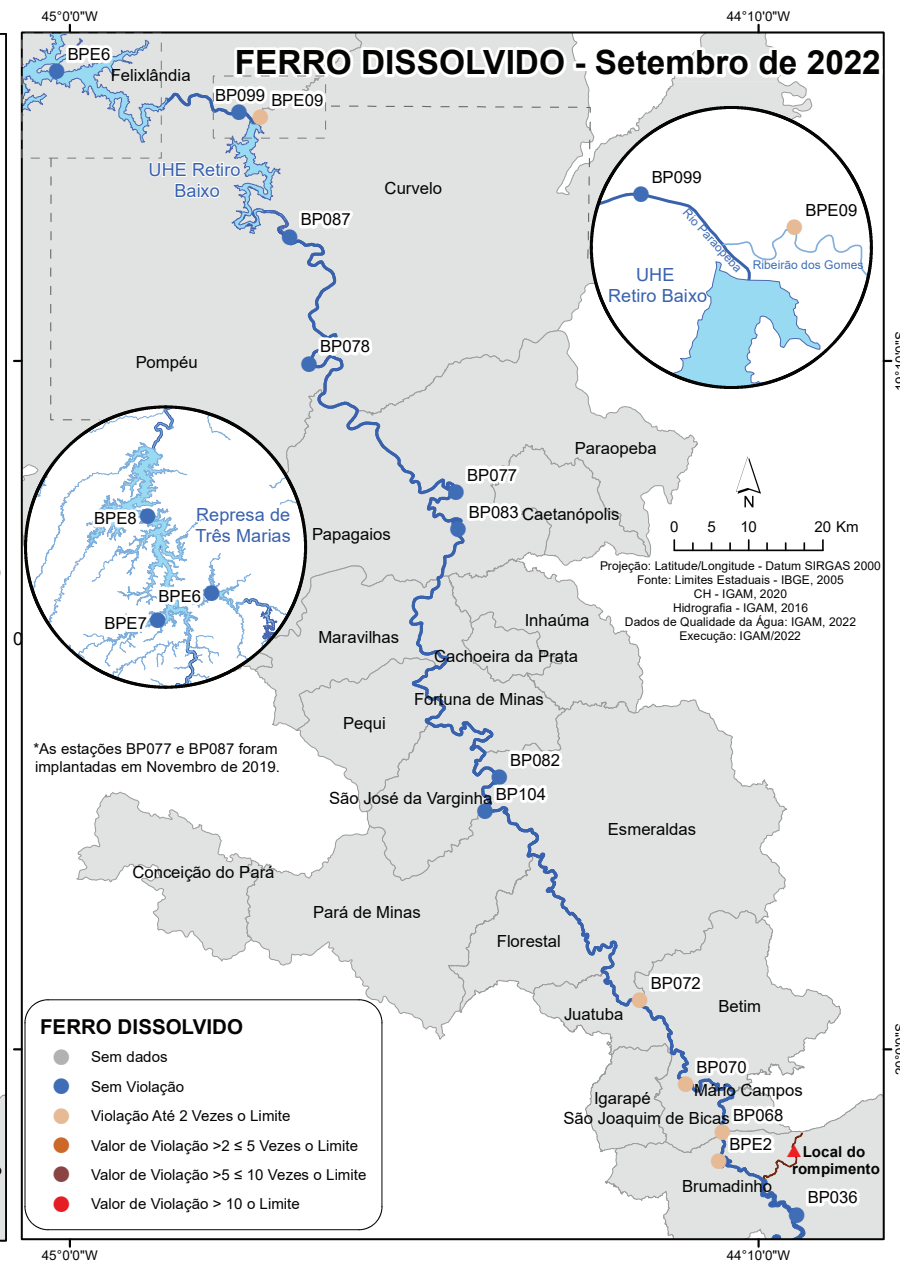 45°0'0"W
44°10'0"W
FERRO DISSOLVIDO - Setembro de 2022
BPE6
Felixlândia
BP099
BPE09
UHE Retiro
Baixo
Curvelo
BP087
BP099
BPE09
Rio Paraopeba
Ribeirão dos Gomes
UHE
Retiro Baixo
BP078
Pompéu
Paraopeba
BP077
BP083
Caetanópolis
Papagaios
N
0 5 10 20 Km
Projeção: Latitude/Longitude - Datum SIRGAS 2000
Fonte: Limites Estaduais - IBGE, 2005
CH - IGAM, 2020
Hidrografia - IGAM, 2016
Dados de Qualidade da Água: IGAM, 2022
Execução: IGAM/2022
BPE8
Represa de
Três Marias
BPE6
BPE7
Inhaúma
Maravilhas
Cachoeira da Prata
Fortuna de Minas
Pequi
*As estações BP077 e BP087 foram
implantadas em Novembro de 2019.
BP082
São José da Varginha
BP104
Esmeraldas
Conceição do Pará
Pará de Minas
Florestal
BP072
Juatuba
Betim
BP070
Mário Campos
Igarapé
São Joaquim de Bicas
BP068
BPE2
Local do
rompimento
Brumadinho
BP036
FERRO DISSOLVIDO
Sem dados
Sem Violação
Violação Até 2 Vezes o Limite
Valor de Violação >2 ≤ 5 Vezes o Limite
Valor de Violação >5 ≤ 10 Vezes o Limite
Valor de Violação > 10 o Limite
45°0'0"W
44°10'0"W